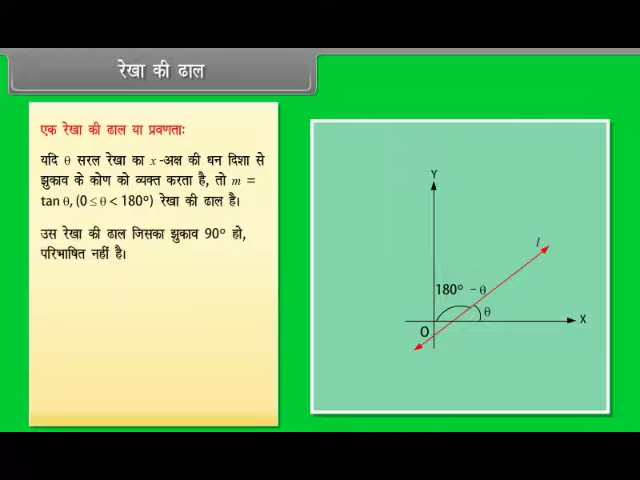 रेखा की ढाल
एक रेखा की ढाल या प्रवणताः
यदि θ सरल रेखा का x -अक्ष की धन दिशा से
झुकाव के कोण को व्यक्त करता है, तो m =
tan θ, (0 ≤ θ < 180°) रेखा की ढाल है।
उस रेखा की ढाल जिसका झुकाव 90° हो,
परिभाषित नहीं है।
Y
l
180° - θ
θ
X
O